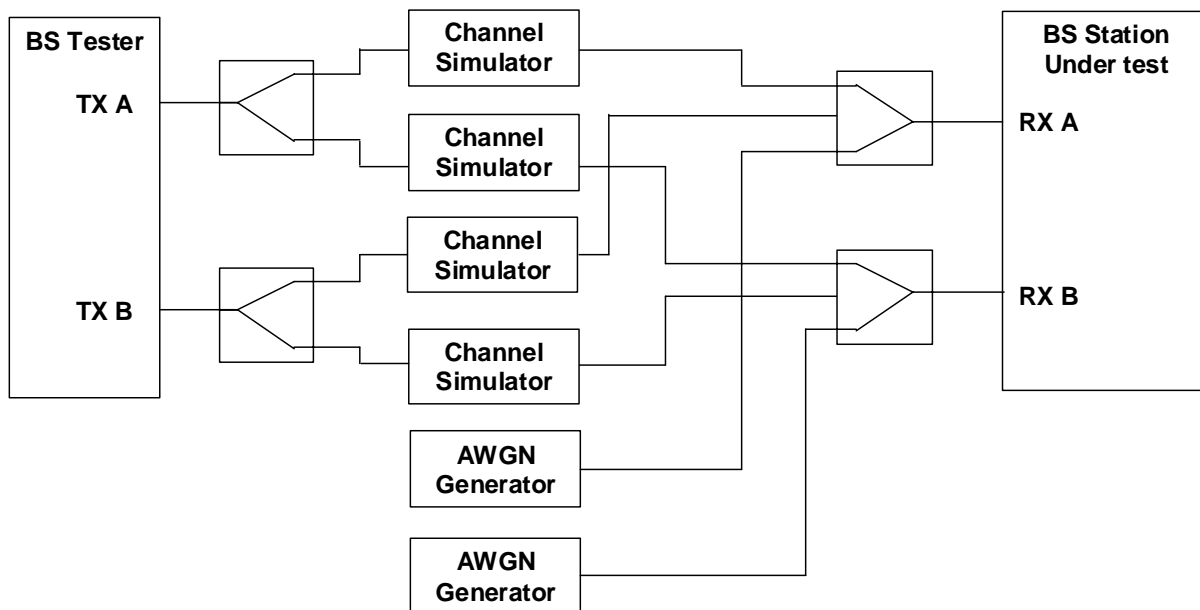 BS Tester
TX A
TX B
Channel
Simulator
Channel
Simulator
Channel
Simulator
Channel
Simulator
AWGN
Generator
AWGN
Generator
BS Station
Under test
RX A
RX B